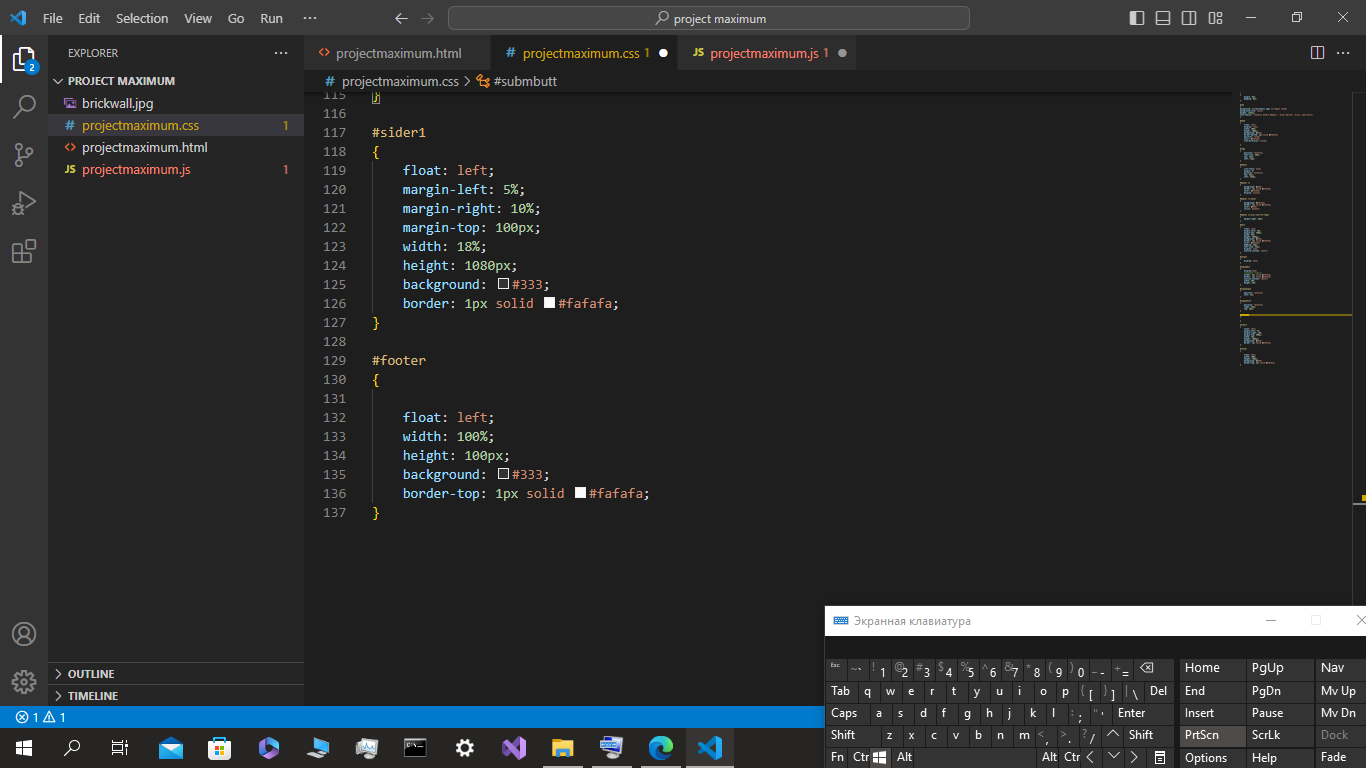 File Edit Selection View Go Run ···
project maximum
EXPLORER ···
projectmaximum.html
# projectmaximum.css 1
JS projectmaximum.js 1
PROJECT MAXIMUM
brickwall.jpg
# projectmaximum.css 1
projectmaximum.html
JS projectmaximum.js 1
2
# projectmaximum.css > #submbutt
115 }
116
117 #sider1
118 {
119 float: left;
120 margin-left: 5%;
121 margin-right: 10%;
122 margin-top: 100px;
123 width: 18%;
124 height: 1080px;
125 background: #333;
126 border: 1px solid #fafafa;
127 }
128
129 #footer
130 {
131
132 float: left;
133 width: 100%;
134 height: 100px;
135 background: #333;
136 border-top: 1px solid #fafafa;
137 }
OUTLINE
TIMELINE
1 1
Экранная клавиатура
Esc ~ ` ! 1 @ 2 # 3 $ 4 % 5 ^ 6 & 7 * 8 ( 9 ) 0 _ - + = Home PgUp Nav
Tab q w e r t y u i o p { [ } ] | \ Del End PgDn Mv Up
Caps a s d f g h j k l : ; " ' Enter Insert Pause Mv Dn
Shift z x c v b n m < , > . ? / Shift PrtScn ScrLk Dock
Fn Ctr Alt Alt Ctr Options Help Fade